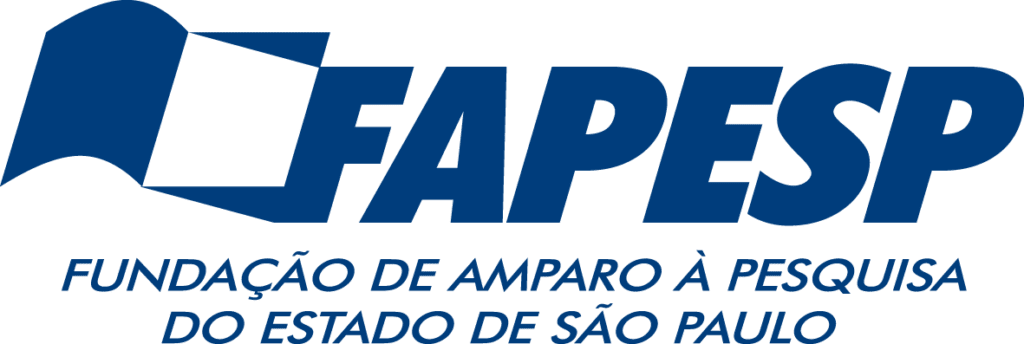 FAPESP
FUNDAÇÃO DE AMPARO À PESQUISA
DO ESTADO DE SÃO PAULO